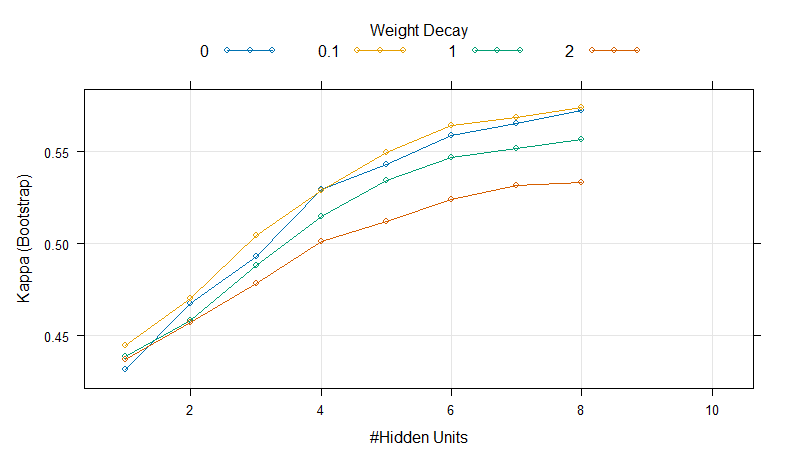 Weight Decay
0 0.1 1 2
Kappa (Bootstrap)
0.55
0.50
0.45
2 4 6 8 10
#Hidden Units